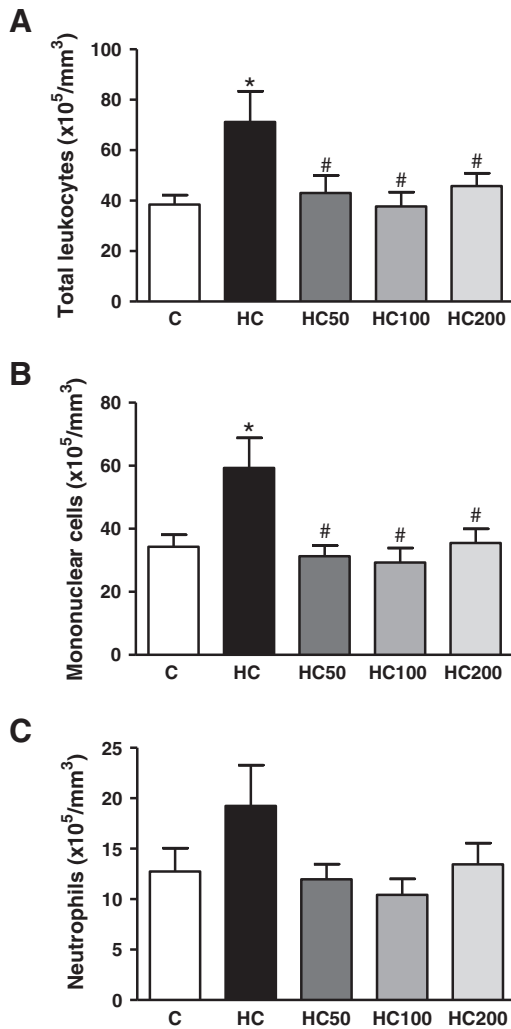 A
Total leukocytes (x10⁵/mm³)
100
80
60
40
20
0
*
#
#
#
C HC HC50 HC100 HC200
B
Mononuclear cells (x10⁵/mm³)
80
60
40
20
0
*
#
#
#
C HC HC50 HC100 HC200
C
Neutrophils (x10⁵/mm³)
25
20
15
10
5
0
C HC HC50 HC100 HC200